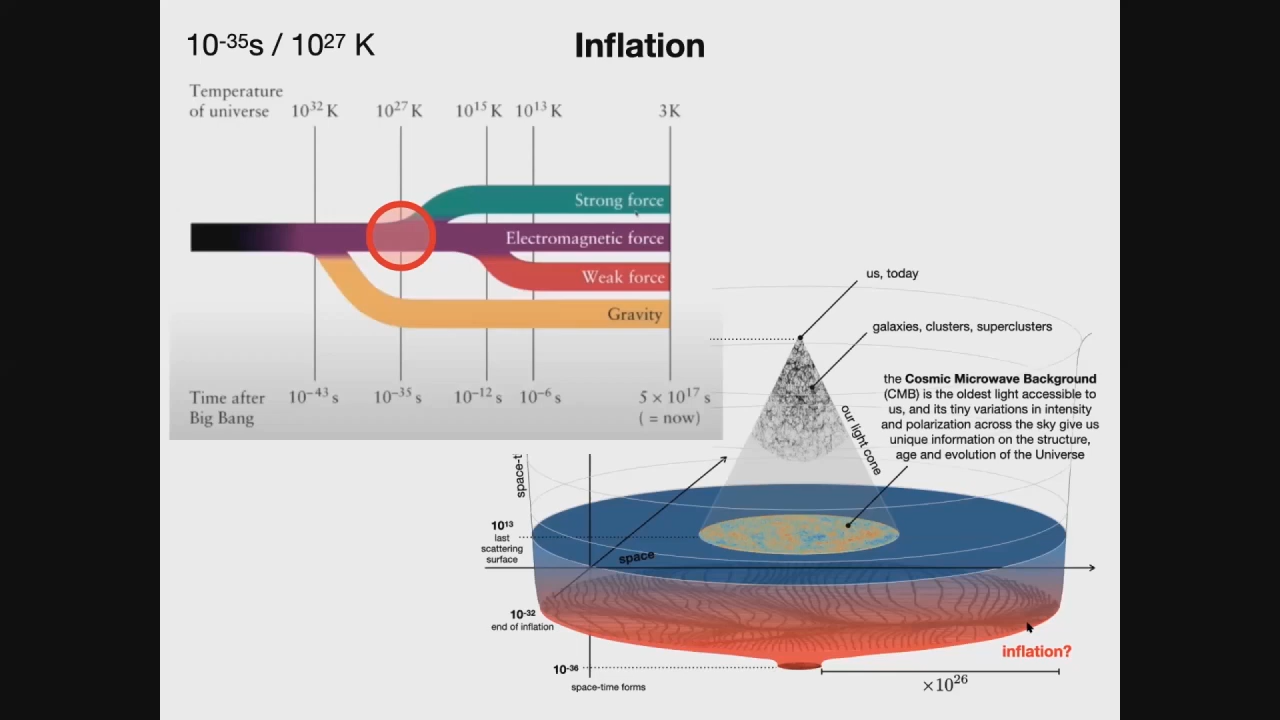 10-35s / 1027 K
Inflation
Temperature
of universe
10³² K
10²⁷ K
10¹⁵ K
10¹³ K
3K
Strong force
Electromagnetic force
Weak force
Gravity
Time after
Big Bang
10⁻⁴³ s
10⁻³⁵ s
10⁻¹² s
10⁻⁶ s
5 × 10¹⁷ s
( = now)
us, today
galaxies, clusters, superclusters
the Cosmic Microwave Background
(CMB) is the oldest light accessible to
us, and its tiny variations in intensity
and polarization across the sky give us
unique information on the structure,
age and evolution of the Universe
our light cone
space-t
10¹³
last
scattering
surface
space
10⁻³²
end of inflation
inflation?
10⁻³⁶
space-time forms
×10²⁶